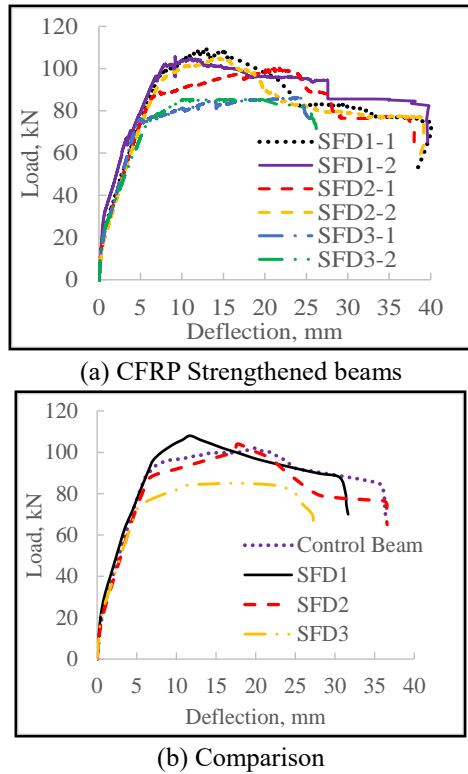 120
100
80
60
40
20
0
Load, kN
SFD1-1
SFD1-2
SFD2-1
SFD2-2
SFD3-1
SFD3-2
0 5 10 15 20 25 30 35 40
Deflection, mm
(a) CFRP Strengthened beams
120
100
80
60
40
20
0
Load, kN
Control Beam
SFD1
SFD2
SFD3
0 5 10 15 20 25 30 35 40
Deflection, mm
(b) Comparison